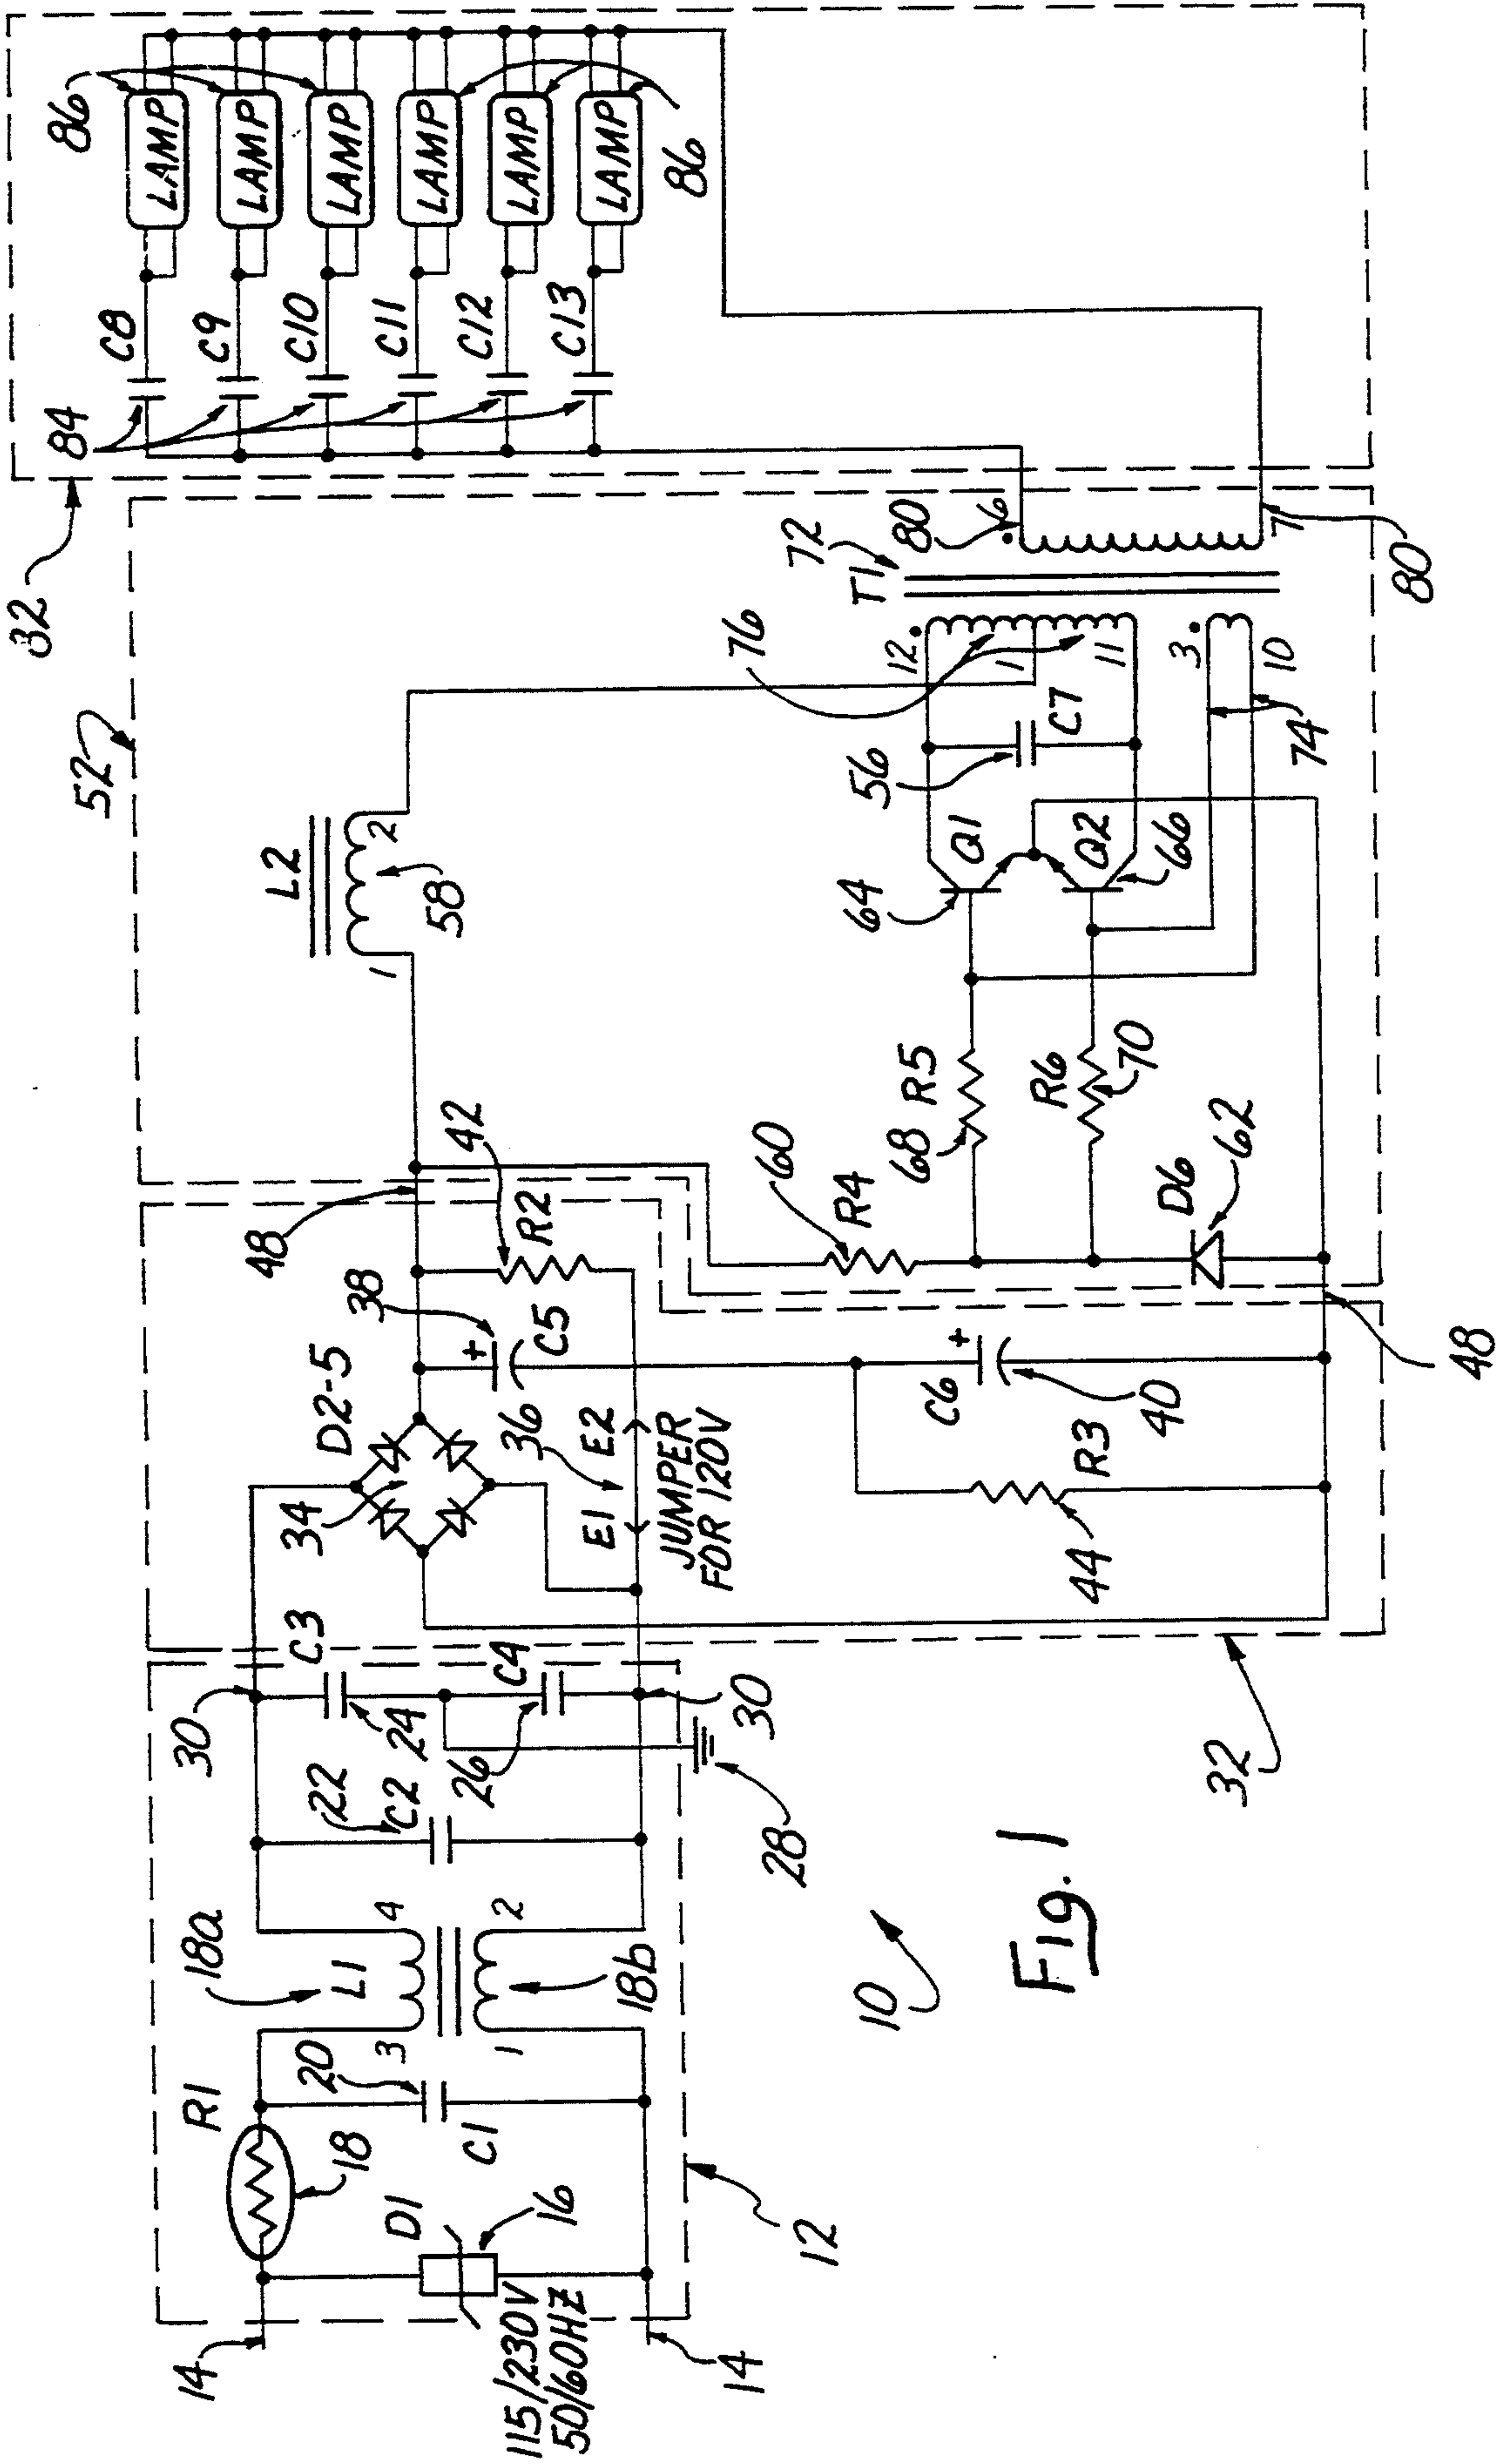 14
115/230V
50/60HZ
14
D1
16
R1
18
C1
20
12
18a
L1
3
4
1
2
18b
22
C2
30
C3
24
C4
26
28
30
10
Fig. 1
32
34
D2-5
36
E1 E2
JUMPER
FOR 120V
38
C5
48
42
R2
C6
40
R3
44
48
52
L2
1
2
58
60
R4
68
R5
R6
70
D6
62
64
Q1
Q2
66
56
C7
76
12
1
11
3
10
74
T1
72
80
6
7
80
32
84
C8
C9
C10
C11
C12
C13
86
LAMP
LAMP
LAMP
LAMP
LAMP
LAMP
86